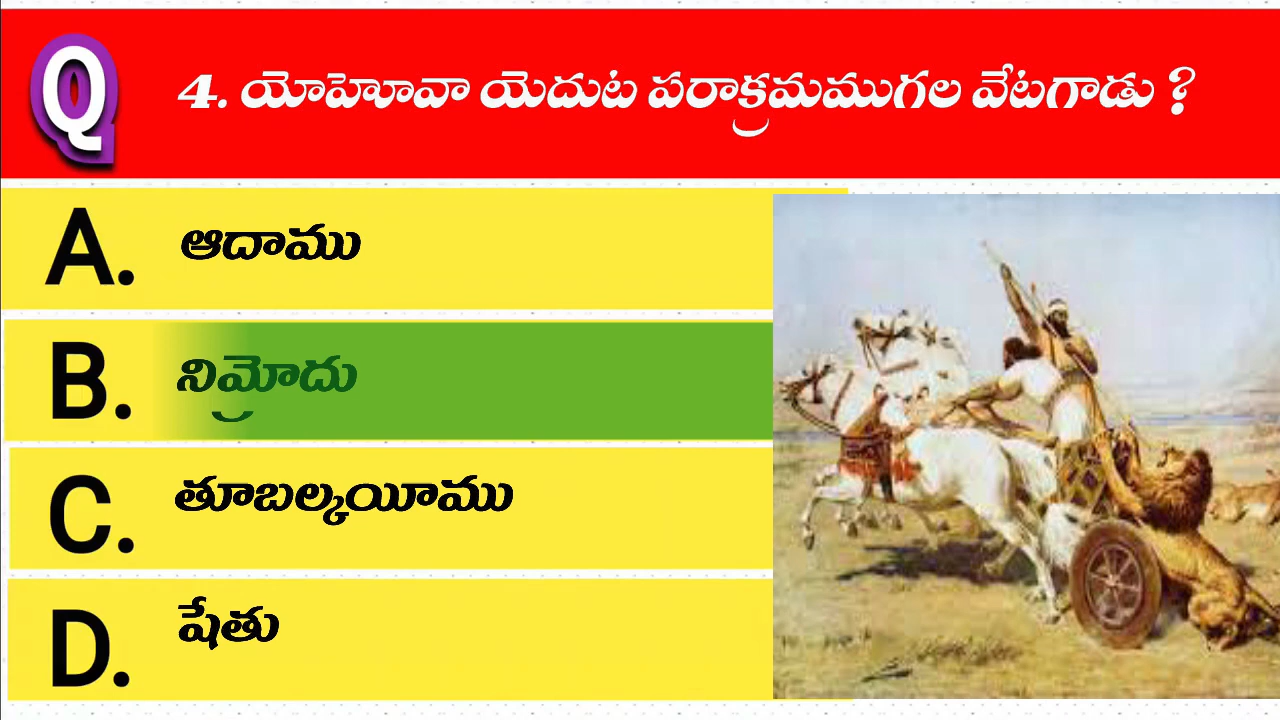 Q 4. యోహెూవా యెదుట పరాక్రమముగల వేటగాడు ?
A. ఆదాము
B. నిమ్రోదు
C. తూబల్కయీాము
D. షేతు